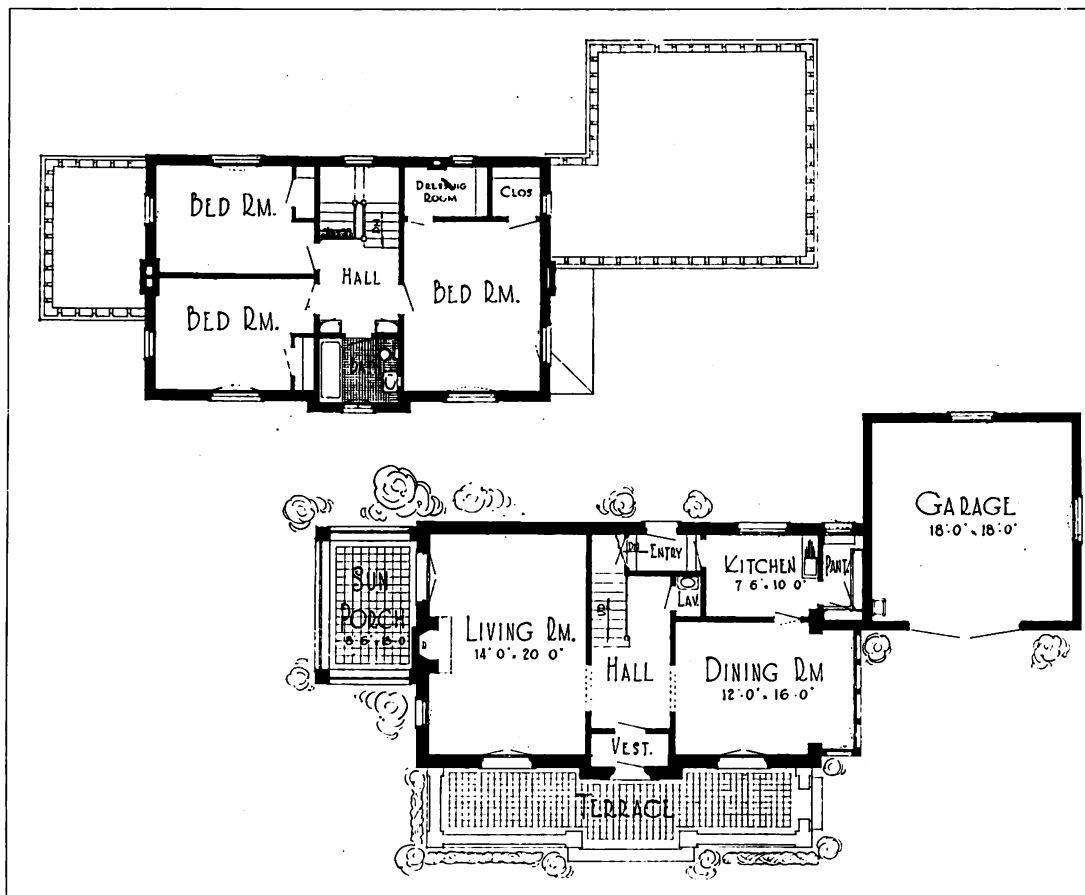 BED RM.
DRESSING
ROOM
CLOS
DN
HALL
BED RM.
BED RM.
GARAGE
18'·0" × 18'·0"
SUN
PORCH
ENTRY
KITCHEN
7'6" × 10'0"
PANT.
LAV.
LIVING RM.
14'0" × 20'0"
HALL
DINING RM
12'·0" × 16'·0"
VEST.
TERRACE